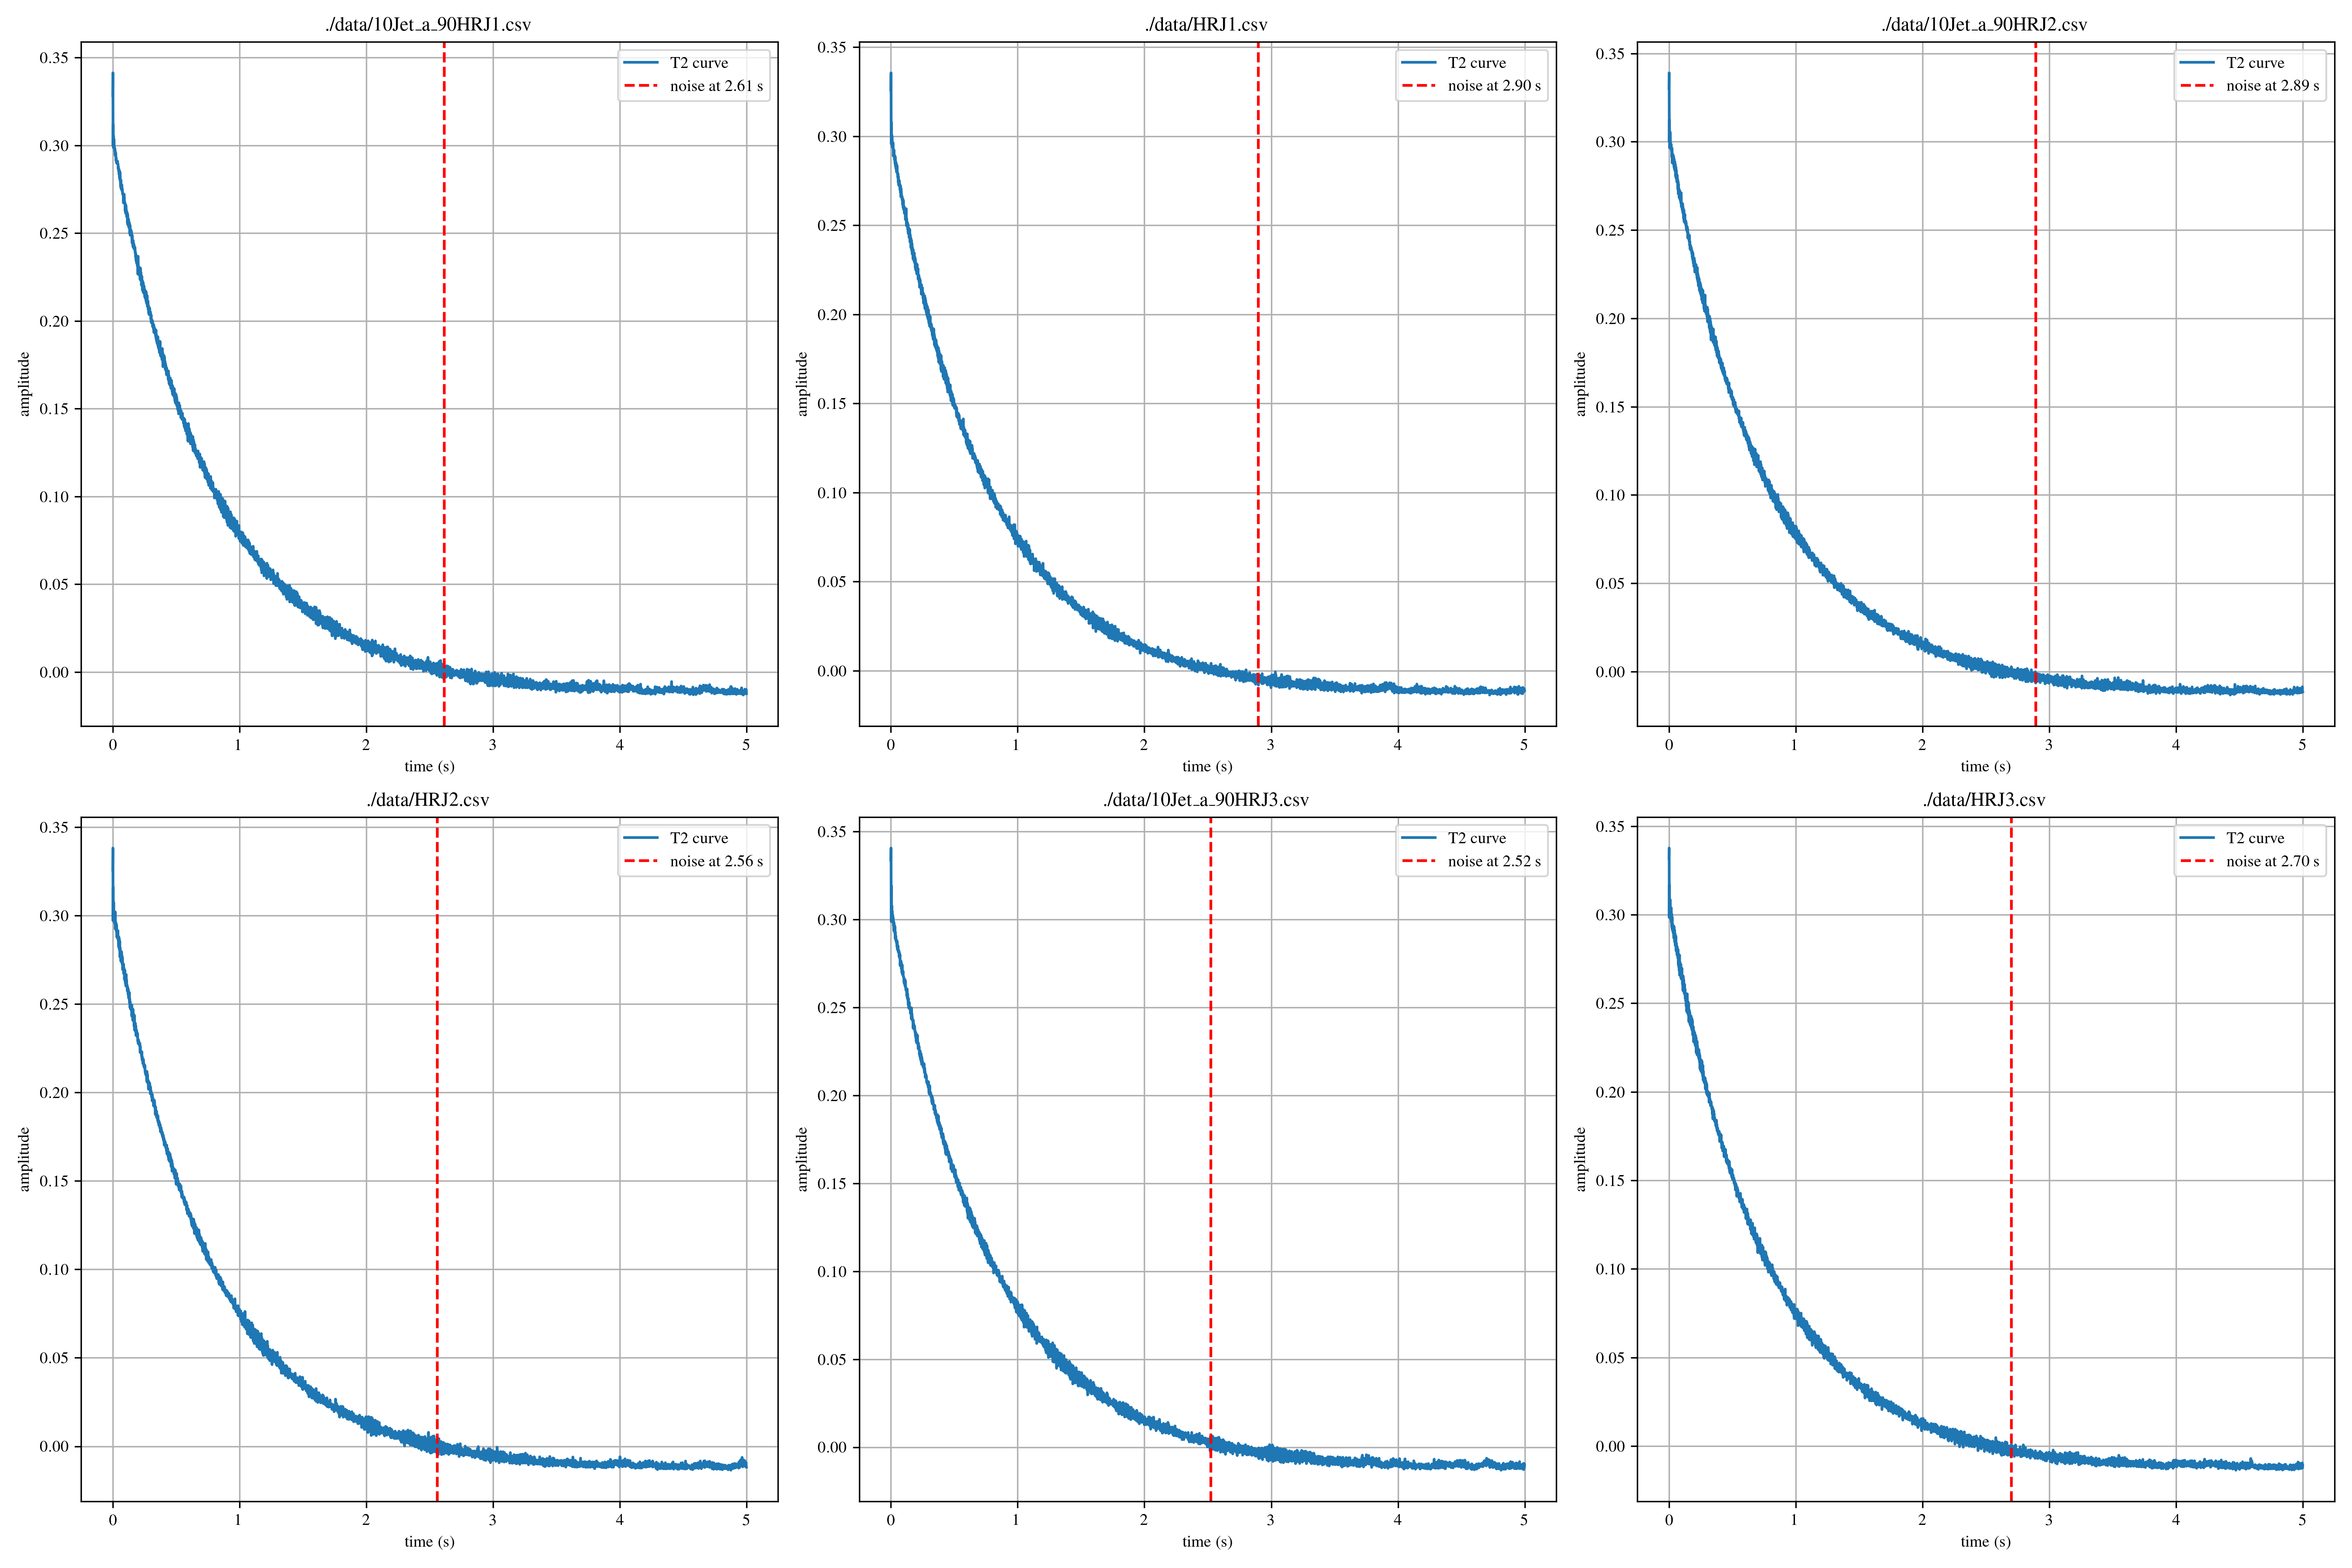 ./data/10Jet_a_90HRJ1.csv
T2 curve
noise at 2.61 s
amplitude
0.35
0.30
0.25
0.20
0.15
0.10
0.05
0.00
0 1 2 3 4 5
time (s)
./data/HRJ1.csv
T2 curve
noise at 2.90 s
amplitude
0.35
0.30
0.25
0.20
0.15
0.10
0.05
0.00
0 1 2 3 4 5
time (s)
./data/10Jet_a_90HRJ2.csv
T2 curve
noise at 2.89 s
amplitude
0.35
0.30
0.25
0.20
0.15
0.10
0.05
0.00
0 1 2 3 4 5
time (s)
./data/HRJ2.csv
T2 curve
noise at 2.56 s
amplitude
0.35
0.30
0.25
0.20
0.15
0.10
0.05
0.00
0 1 2 3 4 5
time (s)
./data/10Jet_a_90HRJ3.csv
T2 curve
noise at 2.52 s
amplitude
0.35
0.30
0.25
0.20
0.15
0.10
0.05
0.00
0 1 2 3 4 5
time (s)
./data/HRJ3.csv
T2 curve
noise at 2.70 s
amplitude
0.35
0.30
0.25
0.20
0.15
0.10
0.05
0.00
0 1 2 3 4 5
time (s)